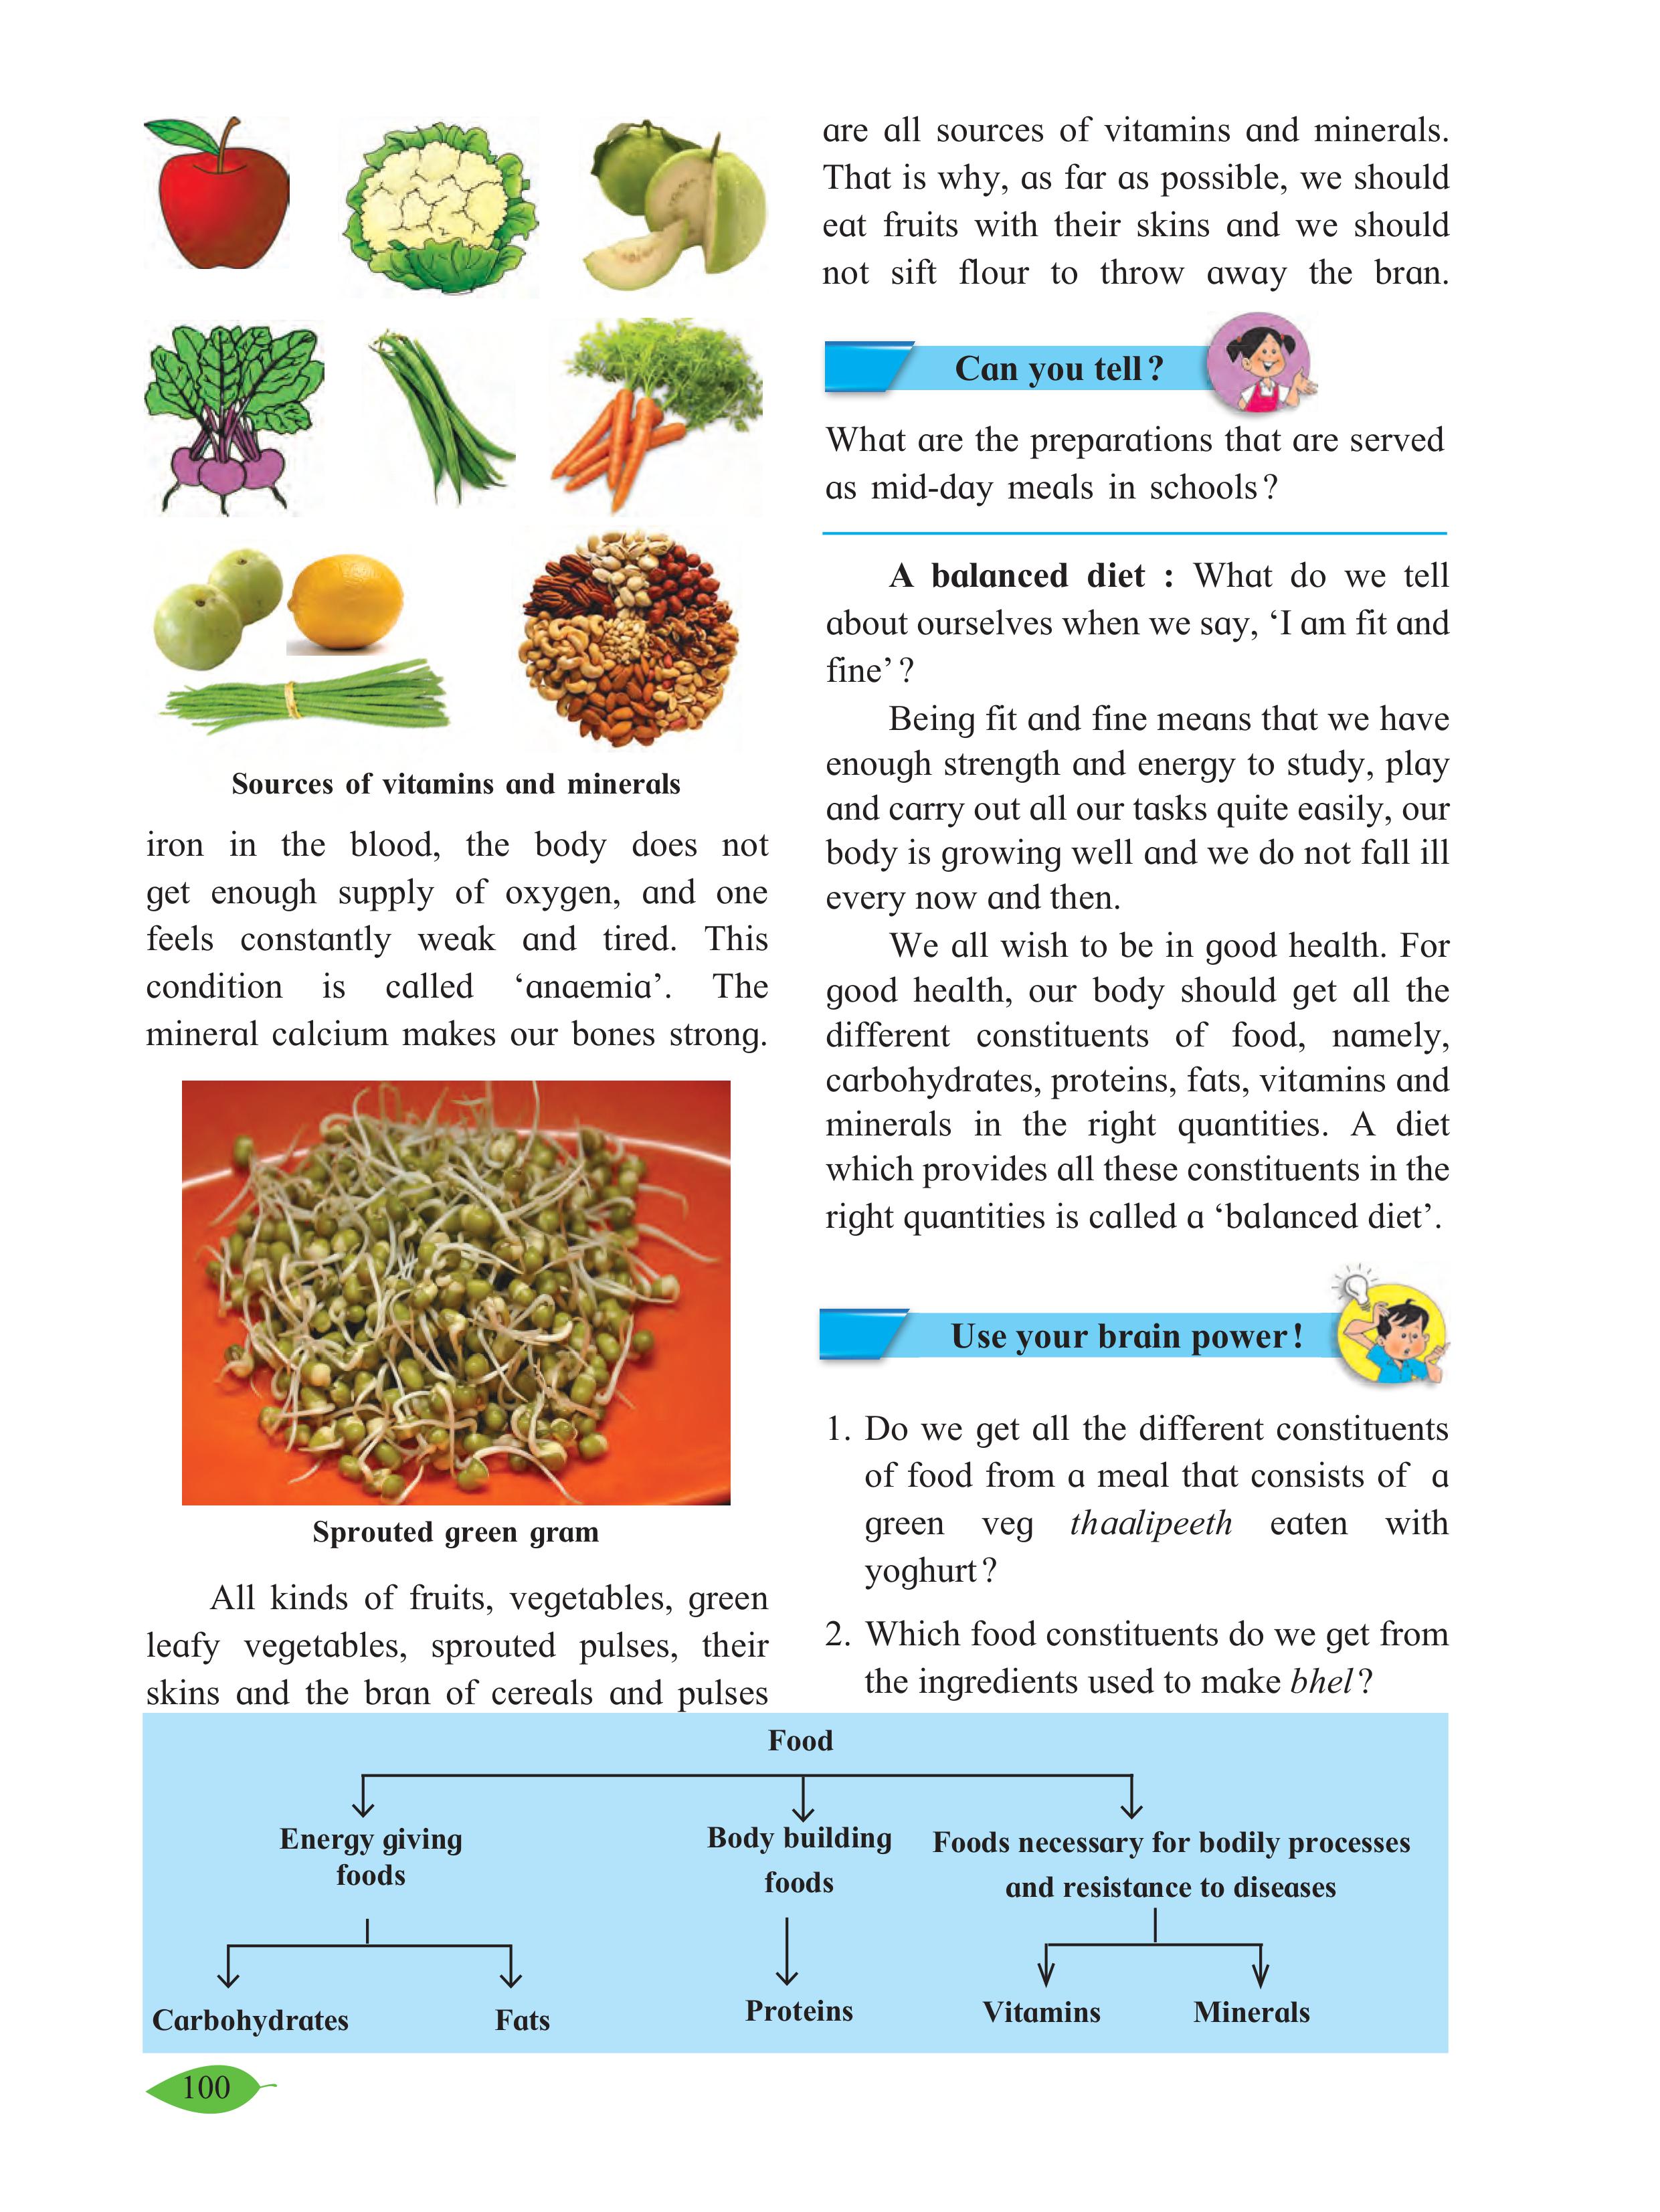 Sources of vitamins and minerals
iron in the blood, the body does not
get enough supply of oxygen, and one
feels constantly weak and tired. This
condition is called ‘anaemia’. The
mineral calcium makes our bones strong.
Sprouted green gram
All kinds of fruits, vegetables, green
leafy vegetables, sprouted pulses, their
skins and the bran of cereals and pulses
are all sources of vitamins and minerals.
That is why, as far as possible, we should
eat fruits with their skins and we should
not sift flour to throw away the bran.
Can you tell?
What are the preparations that are served
as mid-day meals in schools?
A balanced diet : What do we tell
about ourselves when we say, ‘I am fit and
fine’?
Being fit and fine means that we have
enough strength and energy to study, play
and carry out all our tasks quite easily, our
body is growing well and we do not fall ill
every now and then.
We all wish to be in good health. For
good health, our body should get all the
different constituents of food, namely,
carbohydrates, proteins, fats, vitamins and
minerals in the right quantities. A diet
which provides all these constituents in the
right quantities is called a ‘balanced diet’.
Use your brain power!
1. Do we get all the different constituents
of food from a meal that consists of a
green veg thaalipeeth eaten with
yoghurt?
2. Which food constituents do we get from
the ingredients used to make bhel?
Food
Energy giving
foods
Body building
foods
Foods necessary for bodily processes
and resistance to diseases
Carbohydrates
Fats
Proteins
Vitamins
Minerals
100